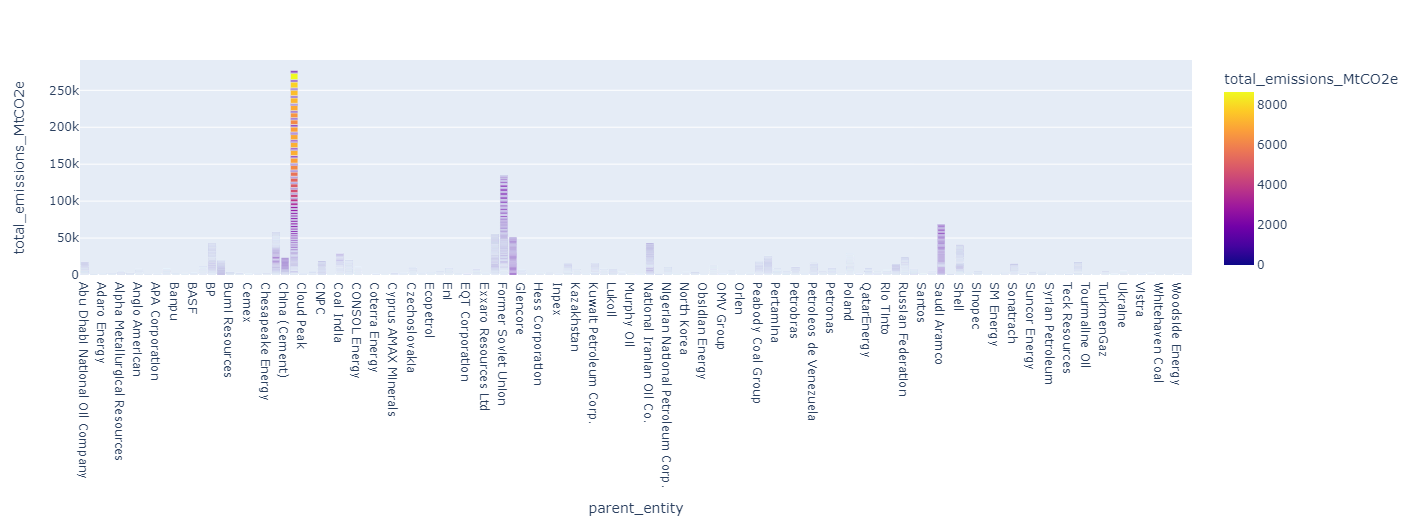 total_emissions_MtCO2e
250k
200k
150k
100k
50k
0
Abu Dhabi National Oil Company
Adaro Energy
Alpha Metallurgical Resources
Anglo American
APA Corporation
Banpu
BASF
BP
Bumi Resources
Cemex
Chesapeake Energy
China (Cement)
Cloud Peak
CNPC
Coal India
CONSOL Energy
Coterra Energy
Cyprus AMAX Minerals
Czechoslovakia
Ecopetrol
Eni
EQT Corporation
Exxaro Resources Ltd
Former Soviet Union
Glencore
Hess Corporation
Inpex
Kazakhstan
Kuwait Petroleum Corp.
Lukoil
Murphy Oil
National Iranian Oil Co.
Nigerian National Petroleum Corp.
North Korea
Obsidian Energy
OMV Group
Orlen
Peabody Coal Group
Pertamina
Petrobras
Petroleos de Venezuela
Petronas
Poland
QatarEnergy
Rio Tinto
Russian Federation
Santos
Saudi Aramco
Shell
Sinopec
SM Energy
Sonatrach
Suncor Energy
Syrian Petroleum
Teck Resources
Tourmaline Oil
TurkmenGaz
Ukraine
Vistra
Whitehaven Coal
Woodside Energy
parent_entity
total_emissions_MtCO2e
8000
6000
4000
2000
0